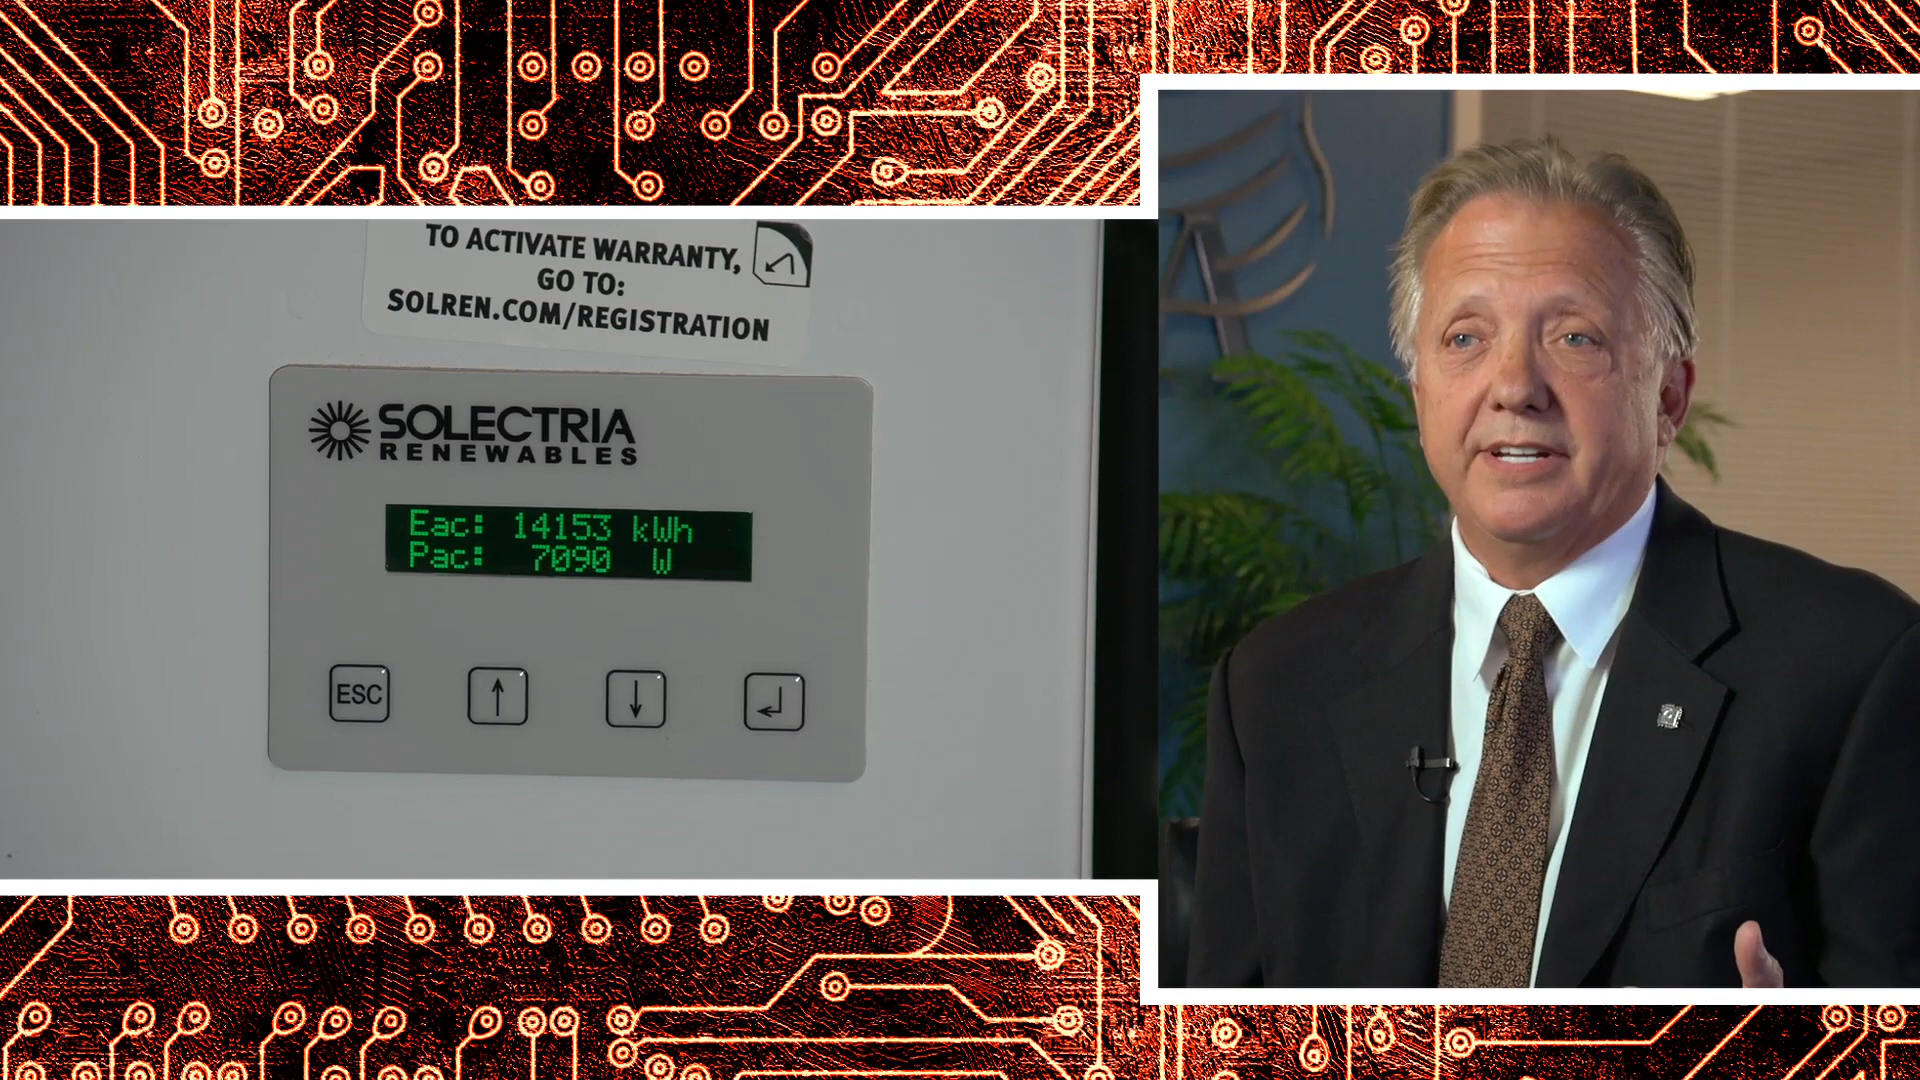 TO ACTIVATE WARRANTY,
GO TO:
SOLREN.COM/REGISTRATION
SOLECTRIA
RENEWABLES
Eac: 14153 kWh
Pac: 7090 W
ESC